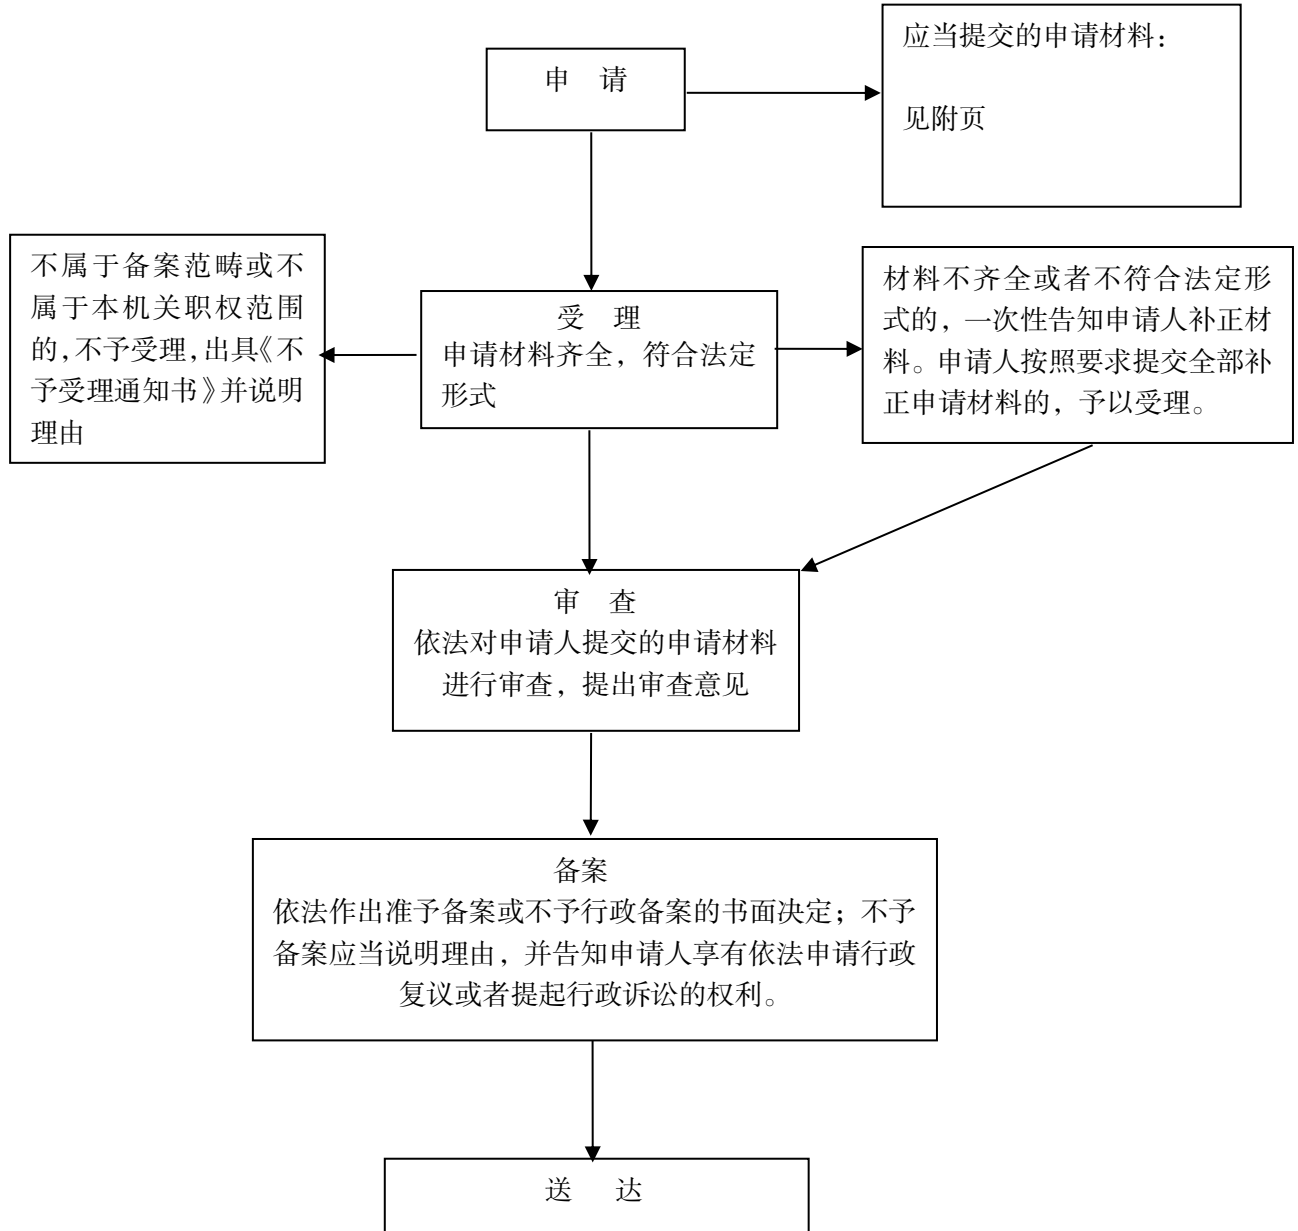 申 请
应当提交的申请材料：
见附页
不属于备案范畴或不
属于本机关职权范围
的，不予受理，出具《不
予受理通知书》并说明
理由
受 理
申请材料齐全，符合法定
形式
材料不齐全或者不符合法定形
式的，一次性告知申请人补正材
料。申请人按照要求提交全部补
正申请材料的，予以受理。
审 查
依法对申请人提交的申请材料
进行审查，提出审查意见
备案
依法作出准予备案或不予行政备案的书面决定；不予
备案应当说明理由，并告知申请人享有依法申请行政
复议或者提起行政诉讼的权利。
送 达